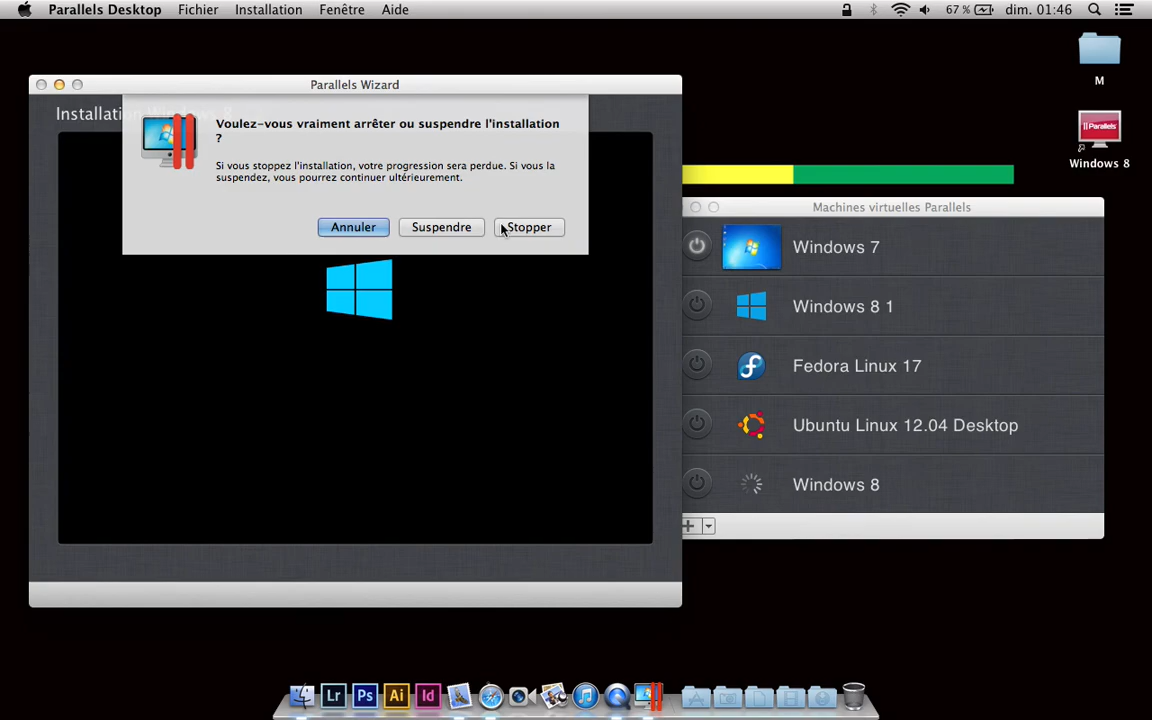 Parallels Desktop Fichier Installation Fenêtre Aide 67 % dim. 01:46
M
Parallels
Windows 8
Parallels Wizard
Installation Windows 8
Voulez-vous vraiment arrêter ou suspendre l'installation
?
Si vous stoppez l'installation, votre progression sera perdue. Si vous la
suspendez, vous pourrez continuer ultérieurement.
Annuler Suspendre Stopper
Machines virtuelles Parallels
Windows 7
Windows 8 1
Fedora Linux 17
Ubuntu Linux 12.04 Desktop
Windows 8
Lr Ps Ai Id